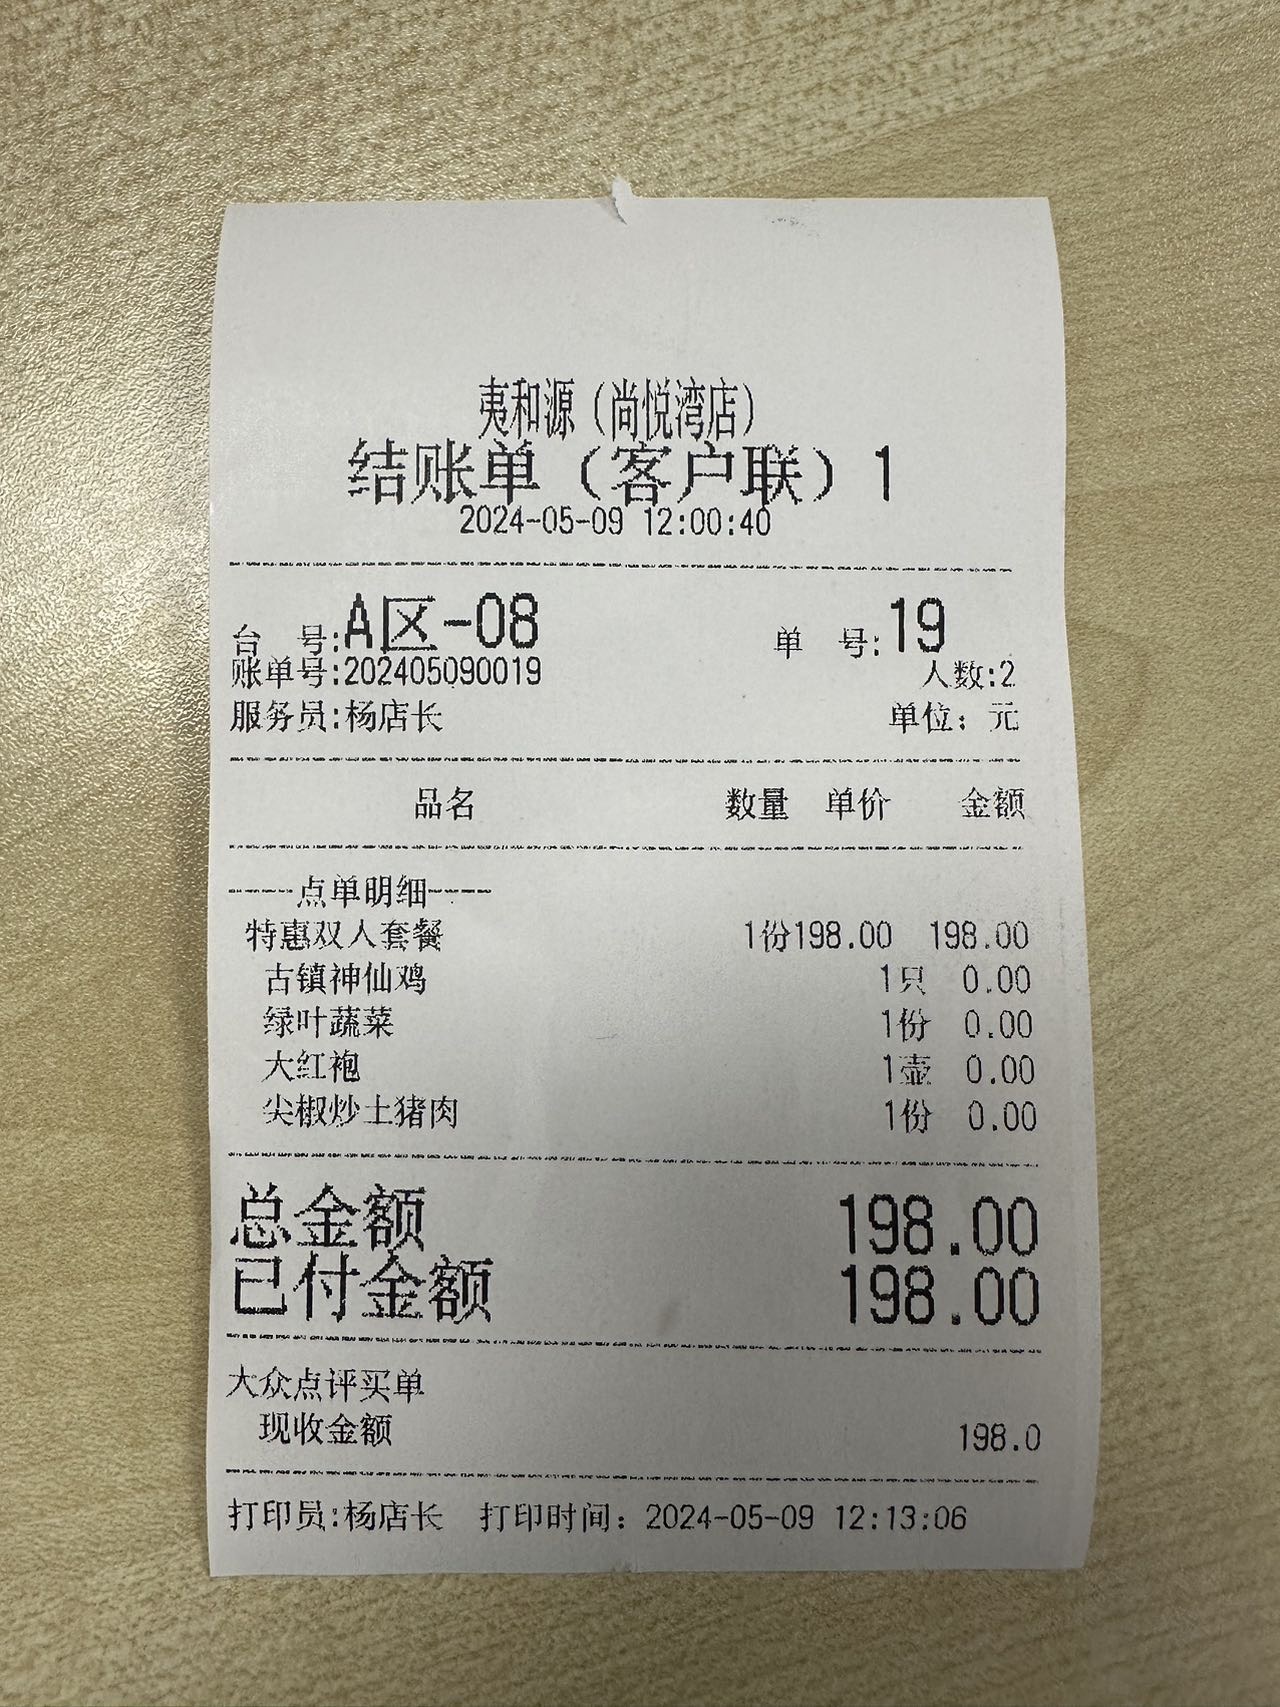 夷和源（尚悦湾店）
结账单（客户联）1
2024-05-09 12:00:40
台 号:A区-08 单 号:19
账单号:202405090019 人数:2
服务员:杨店长 单位：元
品名 数量 单价 金额
----点单明细----
特惠双人套餐 1份198.00 198.00
古镇神仙鸡 1只 0.00
绿叶蔬菜 1份 0.00
大红袍 1壶 0.00
尖椒炒土猪肉 1份 0.00
总金额 198.00
已付金额 198.00
大众点评买单
现收金额 198.0
打印员:杨店长 打印时间：2024-05-09 12:13:06